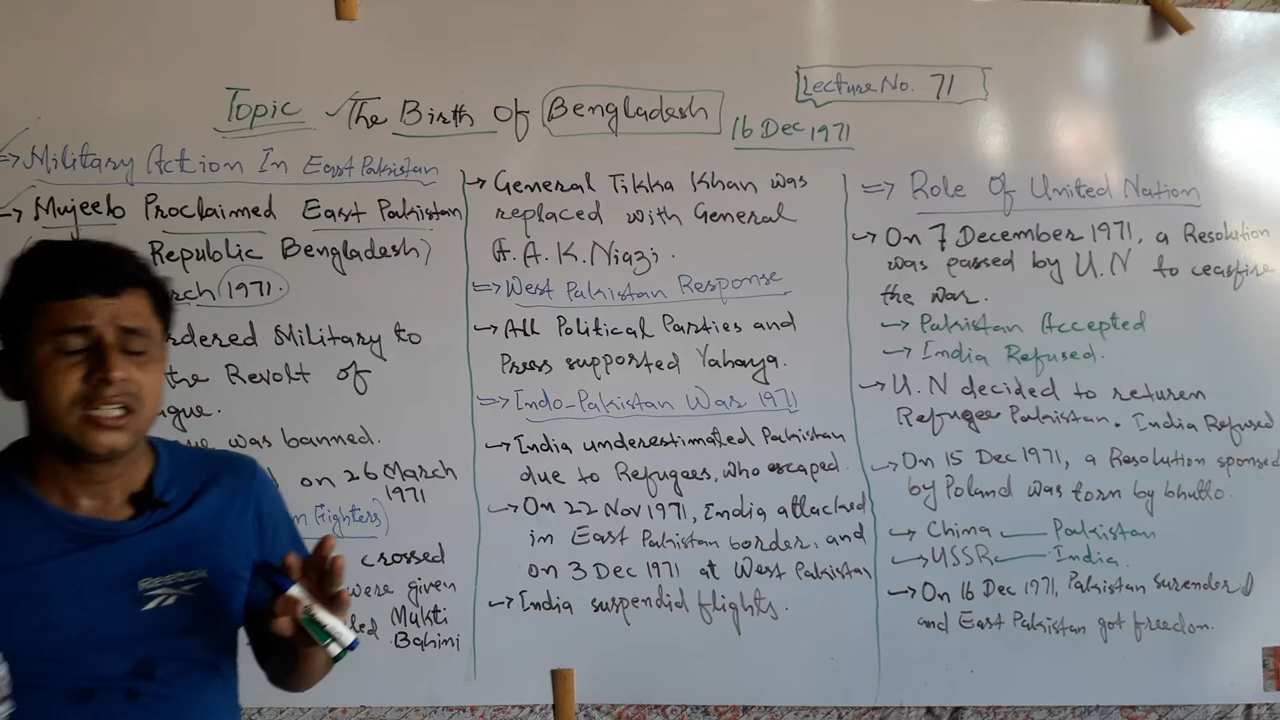 Lecture No. 71
Topic The Birth of Bengladesh
16 Dec 1971
=> Military Action In East Pakistan
→ Mujeeb Proclaimed East Pakistan
Republic Bengladesh)
rch 1971.
rdered Military to
the Revolt of
gue.
was banned.
on 26 March
1971
n Fighters)
crossed
were given
led Mukti
Bahini
→ General Tikka Khan was
replaced with General
A. A. K. Niazi.
=> West Pakistan Response
→ All Political Parties and
Press supported Yahaya.
=> Indo-Pakistan War 1971
→ India underestimated Pakistan
due to Refugees, who escaped.
→ On 22 Nov 1971, India attacked
in East Pakistan border, and
on 3 Dec 1971 at West Pakistan
→ India suspendid flights.
=> Role Of United Nation
→ On 7 December 1971, a Resolution
was passed by U.N to ceasfire
the war.
→ Pakistan Accepted
→ India Refused.
→ U.N decided to returen
Refugee Pakistan. India Refused
→ On 15 Dec 1971, a Resolution sponsed
by Poland was torn by bhutto.
→ China — Pakistan
→ USSR — India.
→ On 16 Dec 1971, Pakistan surenderd
and East Pakistan got freedon.
Reebok